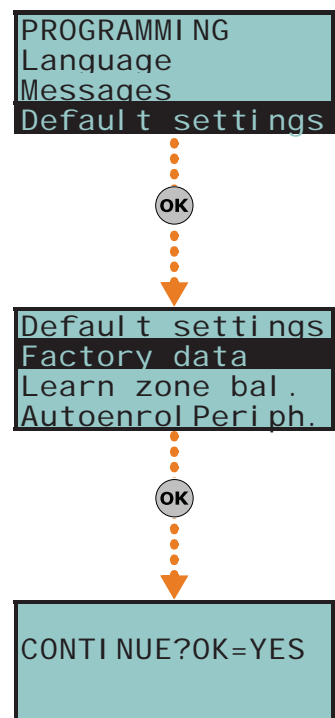 PROGRAMMING
Language
Messages
Default settings
OK
Default settings
Factory data
Learn zone bal.
AutoenrolPeriph.
OK
CONTINUE?OK=YES